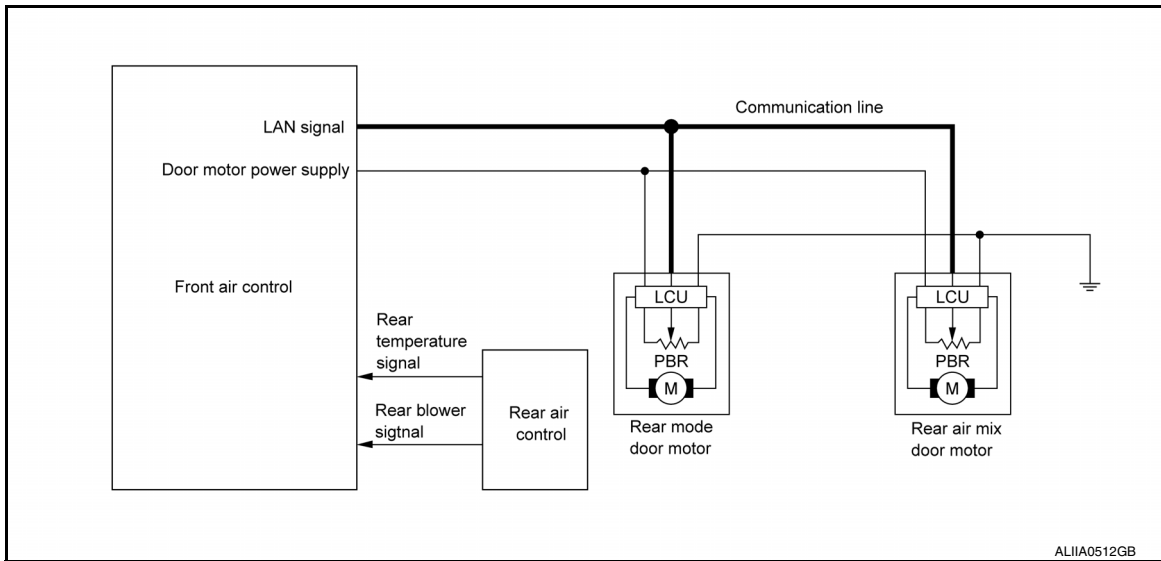 Communication line
LAN signal
Door motor power supply
Front air control
Rear
temperature
signal
Rear blower
sigtnal
Rear air
control
LCU
PBR
M
Rear mode
door motor
LCU
PBR
M
Rear air mix
door motor
ALIIA0512GB